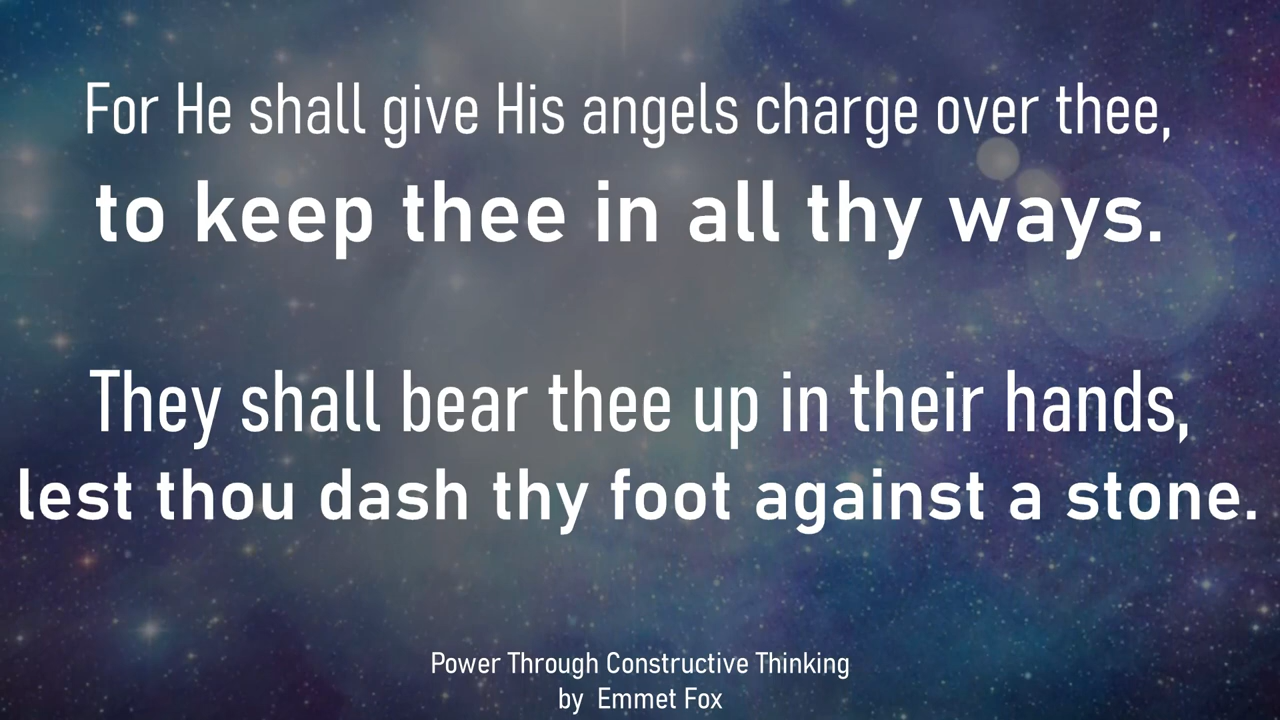 For He shall give His angels charge over thee,
to keep thee in all thy ways.
They shall bear thee up in their hands,
lest thou dash thy foot against a stone.
Power Through Constructive Thinking
by Emmet Fox